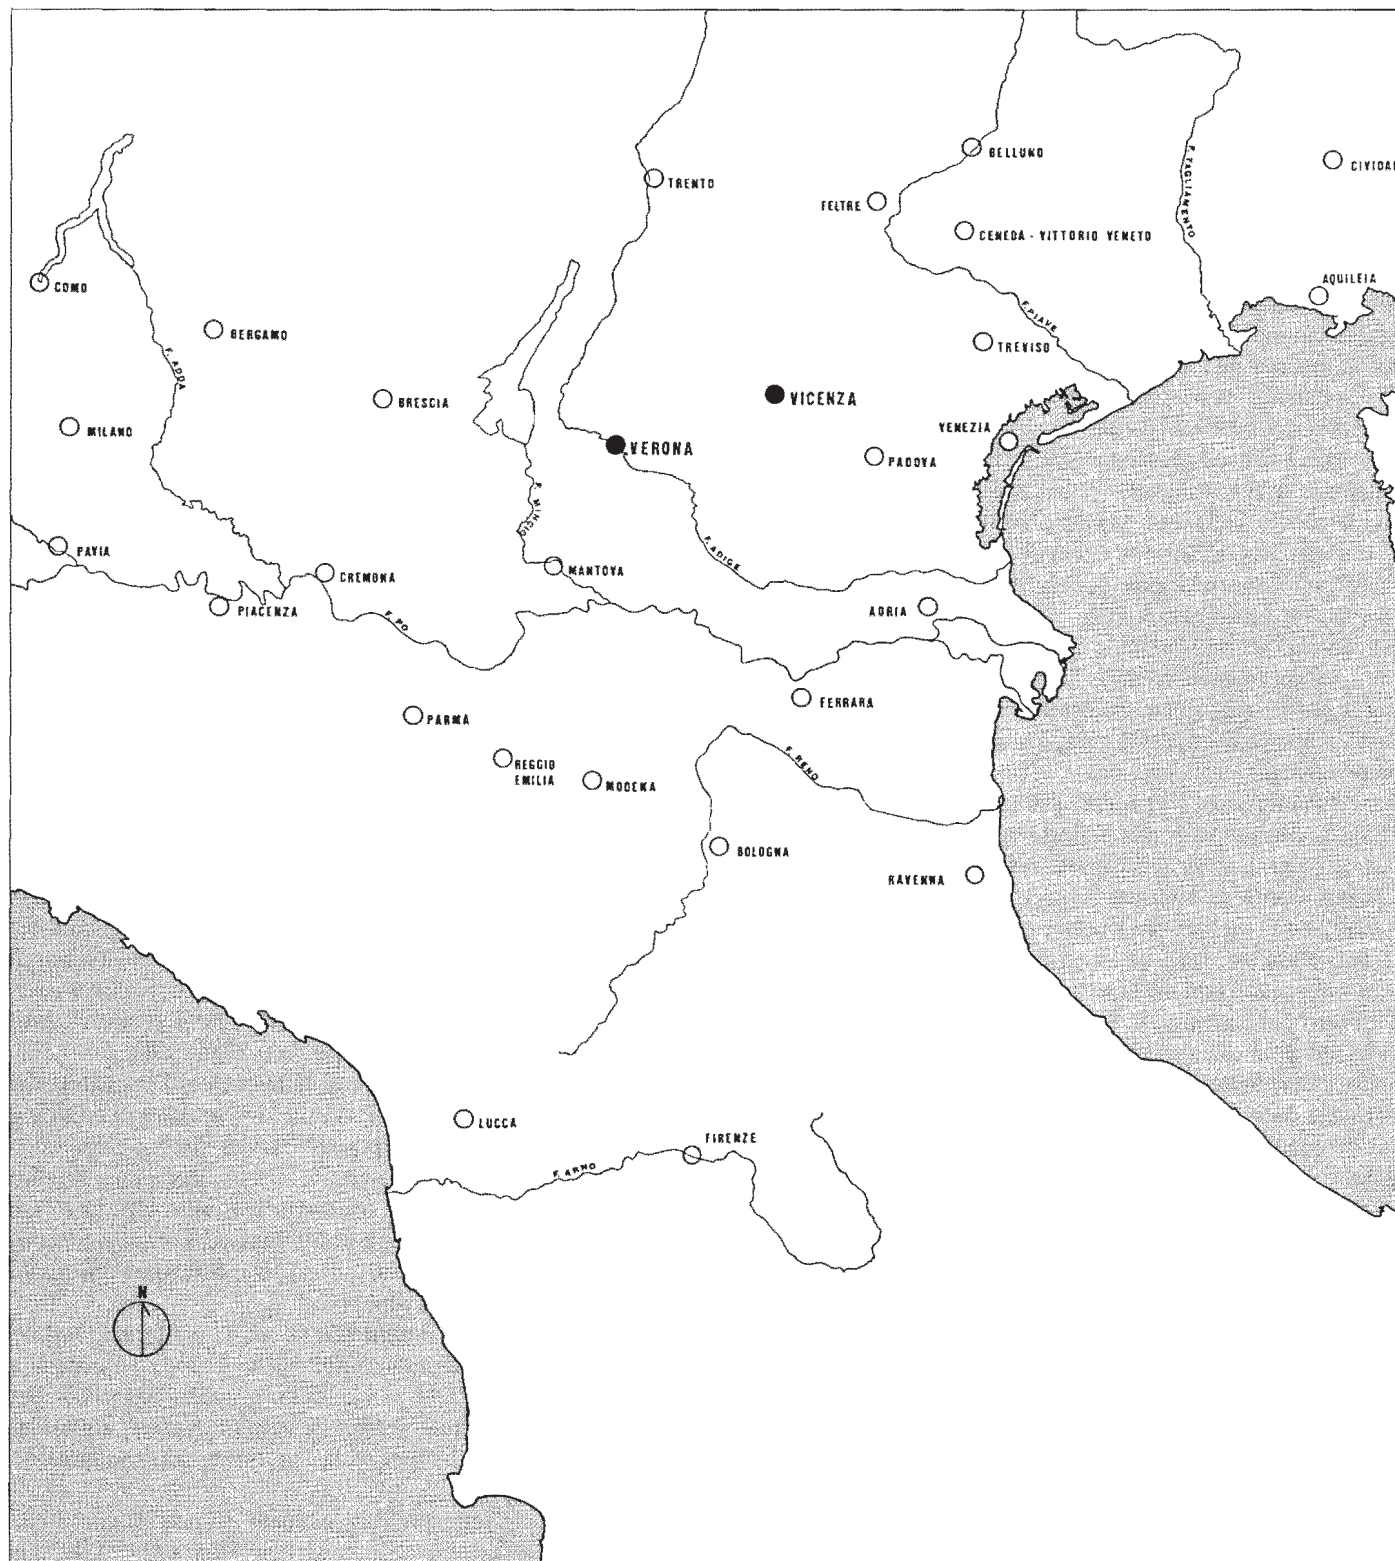 BELLUNO
CIVIDAL
TRENTO
F. TAGLIAMENTO
FELTRE
CENEDA - VITTORIO VENETO
COMO
AQUILEIA
F. PIAVE
BERGAMO
TREVISO
F. ADDA
BRESCIA
VICENZA
MILANO
VENEZIA
VERONA
PADOVA
F. MINCIO
PAVIA
F. ADIGE
CREMONA
MANTOVA
PIACENZA
ADRIA
F. PO
FERRARA
PARMA
F. RENO
REGGIO
EMILIA
MODENA
BOLOGNA
RAVENNA
LUCCA
FIRENZE
F. ARNO
N